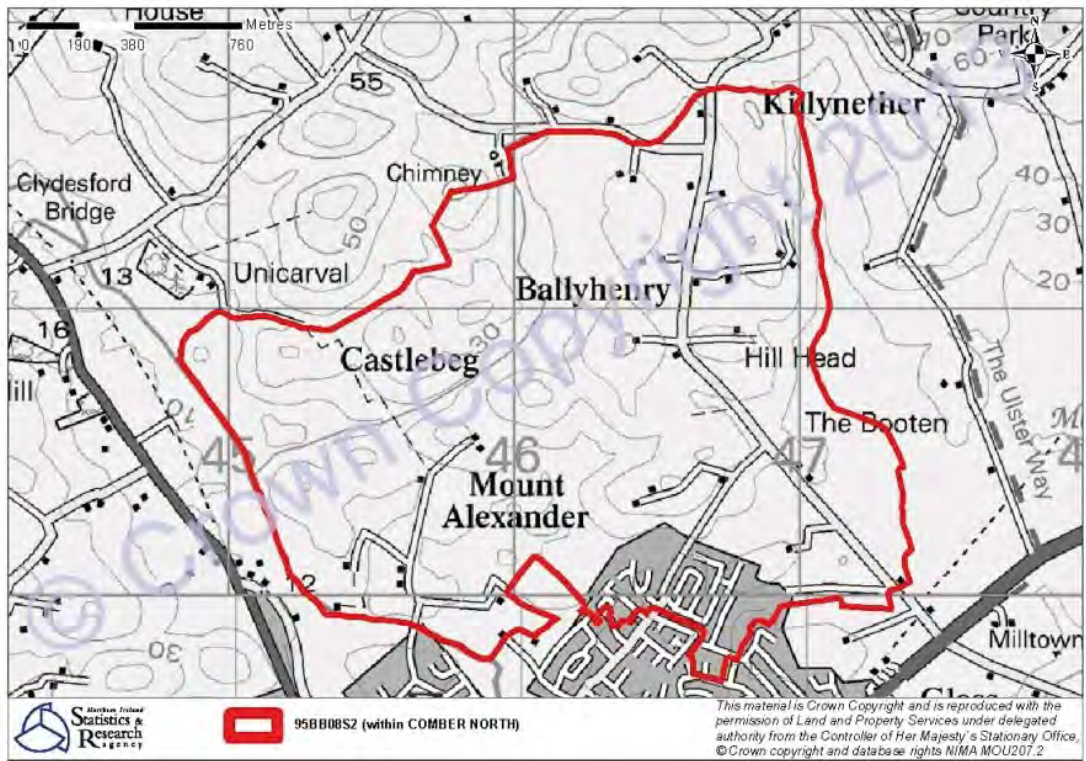 House
Country
Park
Metres
0 190 380 760
N
E
S
70
60
55
Killynether
Chimney
Clydesford
Bridge
50
40
30
20
13
Unicarval
Ballyhenry
16
30
Castlebeg
Hill Head
The Ulster Way
10
The Booten
45
46
47
Mount
Alexander
12
30
Milltown
© Crown Copyright
Northern Ireland
Statistics &
Research
Agency
95BB08S2 (within COMBER NORTH)
This material is Crown Copyright and is reproduced with the
permission of Land and Property Services under delegated
authority from the Controller of Her Majesty's Stationary Office,
© Crown copyright and database rights NIMA MOU207.2